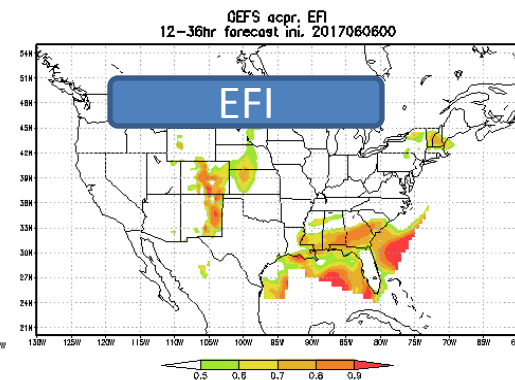 GEFS acpr, EFI
12-36hr forecast ini. 2017060600
EFI
54N
51N
48N
45N
42N
39N
36N
33N
30N
27N
24N
21N
130W 125W 120W 115W 110W 105W 100W 95W 90W 85W 80W 75W 70W 65W
0.5 0.6 0.7 0.8 0.9